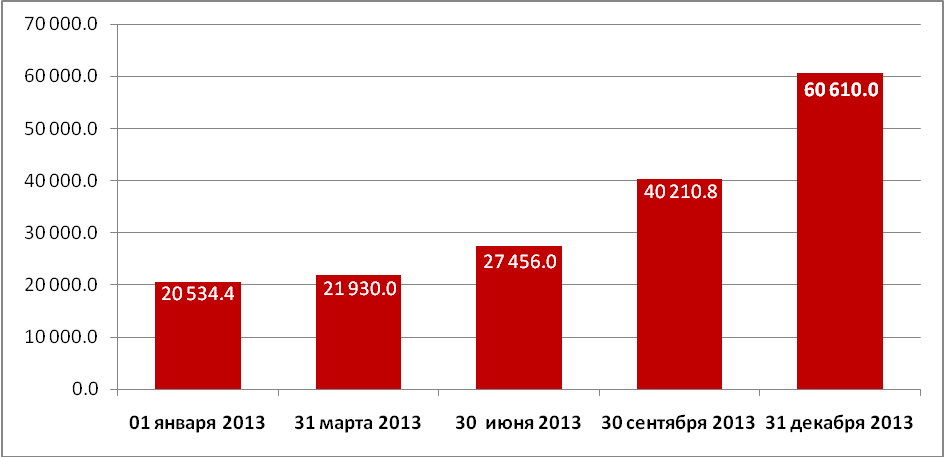 70 000.0
60 000.0
50 000.0
40 000.0
30 000.0
20 000.0
10 000.0
0.0
20 534.4
21 930.0
27 456.0
40 210.8
60 610.0
01 января 2013
31 марта 2013
30 июня 2013
30 сентября 2013
31 декабря 2013